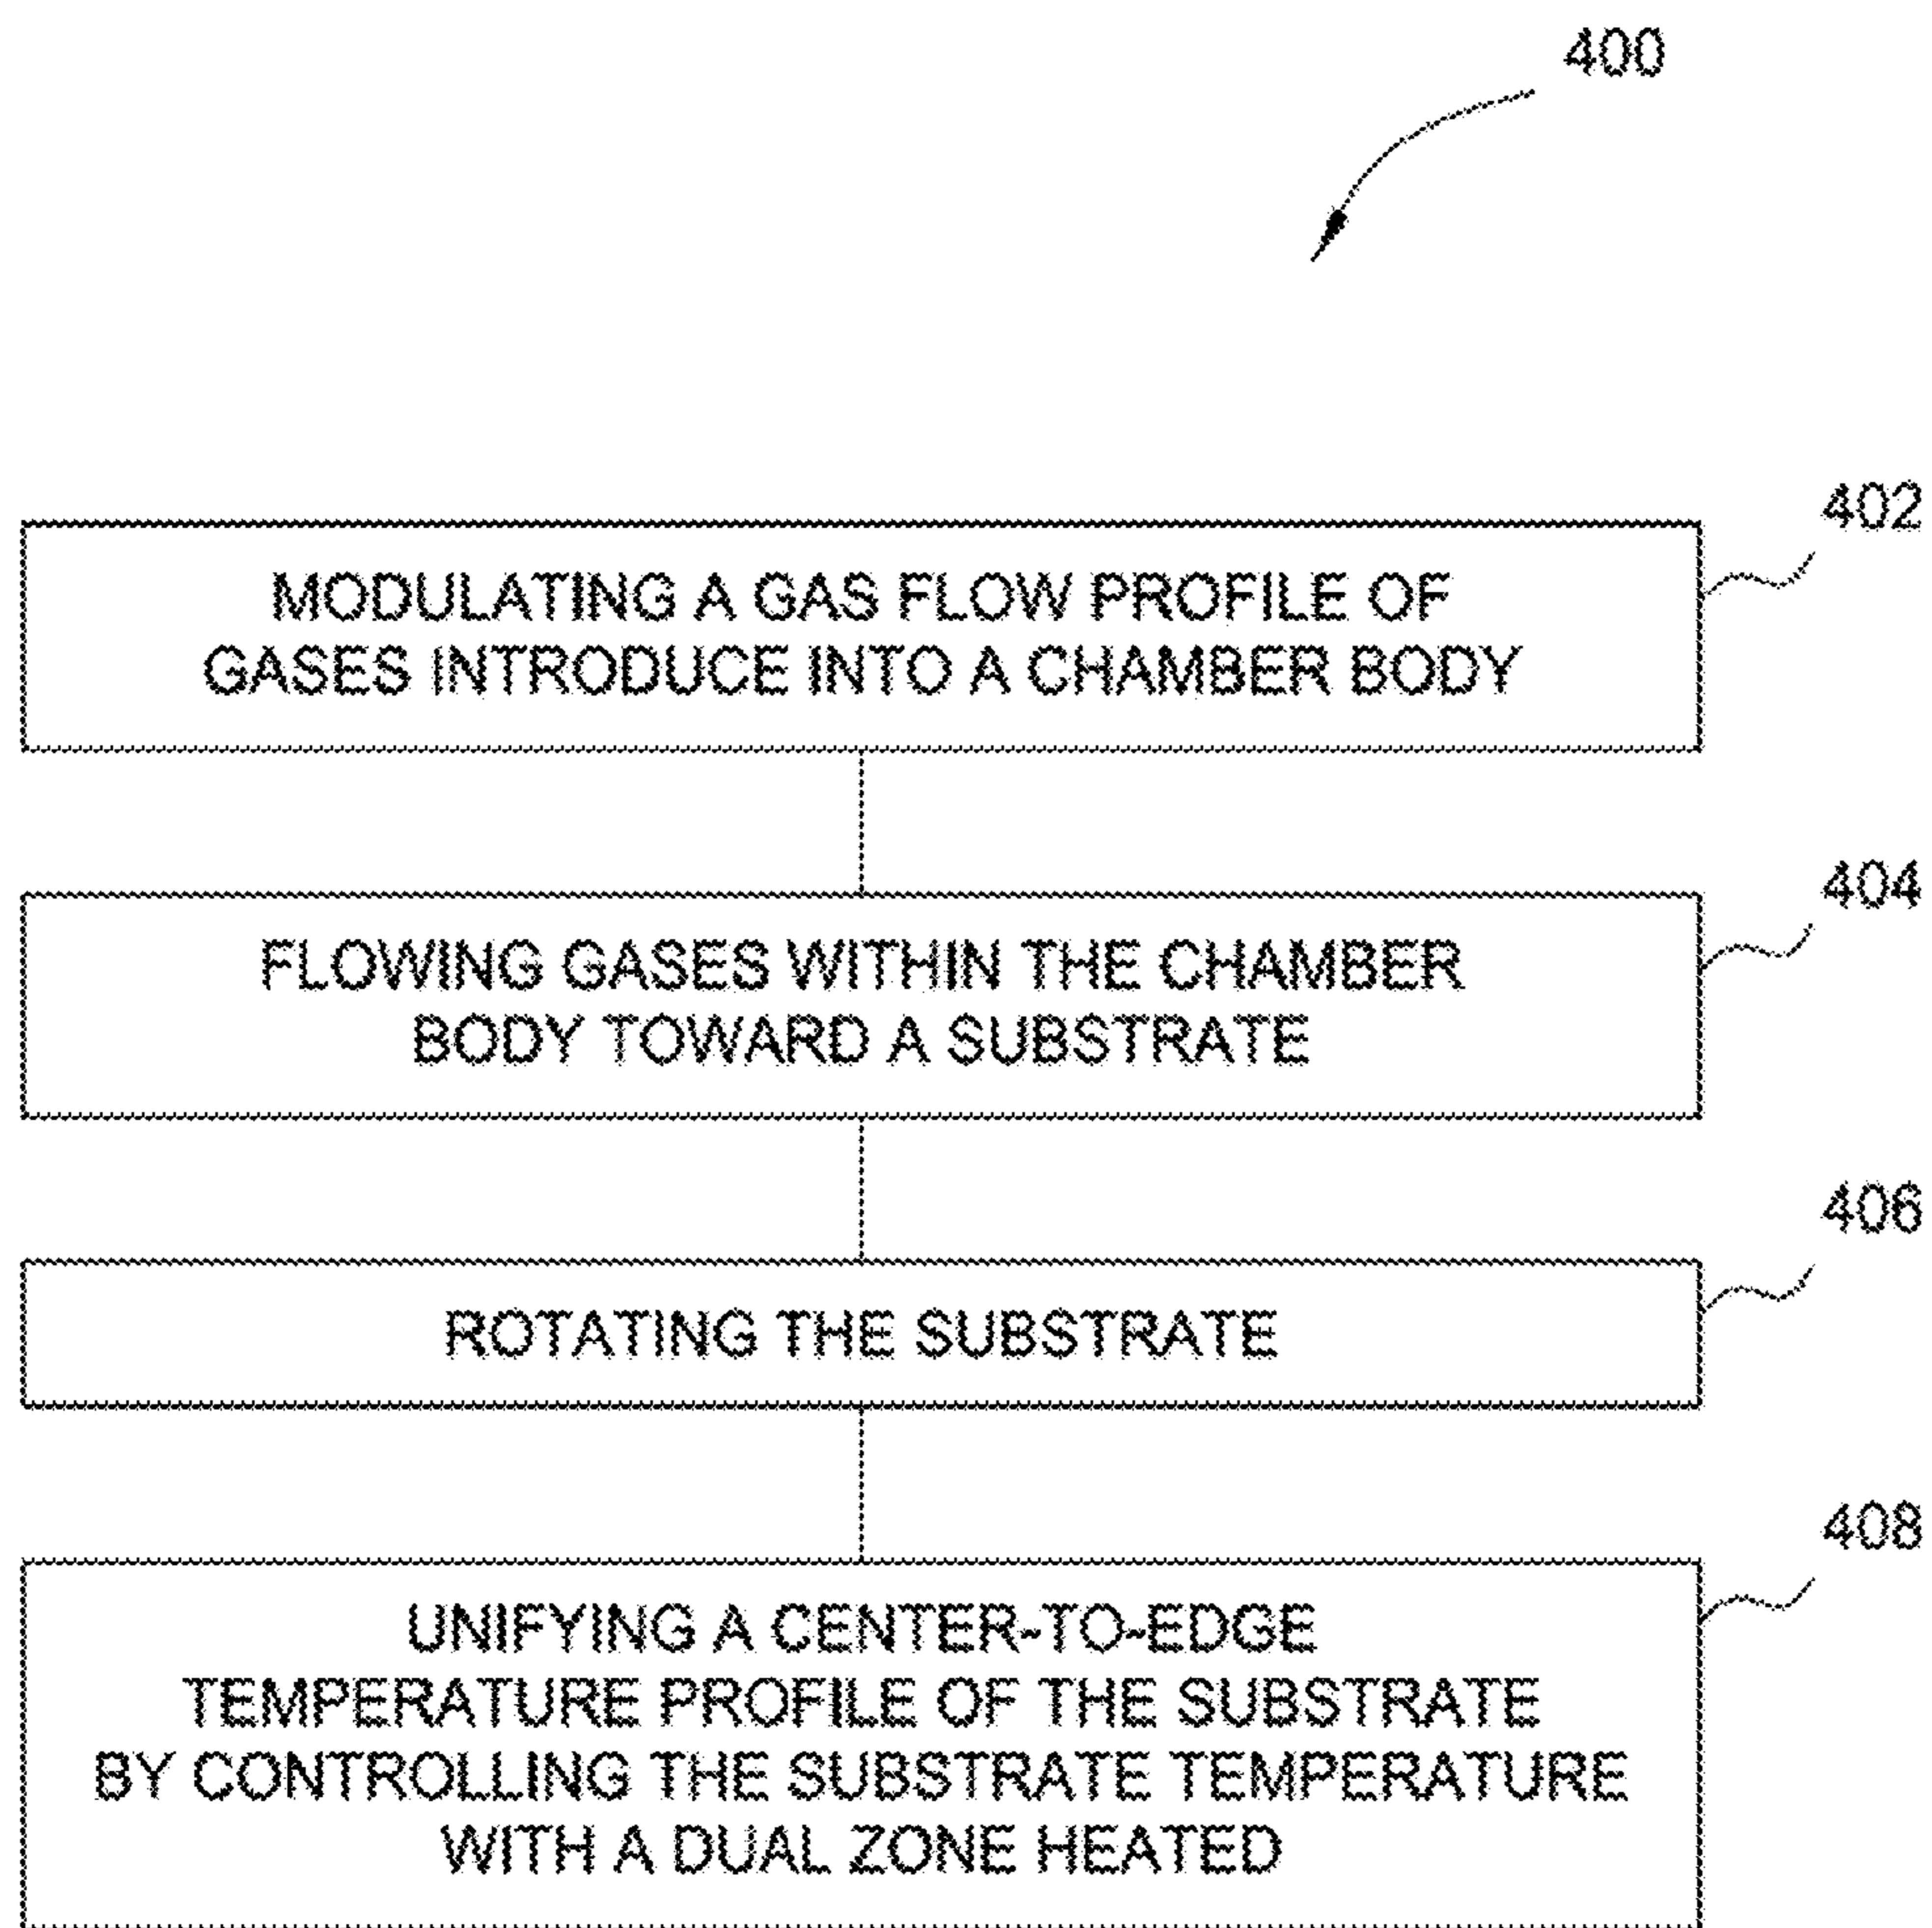 400
402
MODULATING A GAS FLOW PROFILE OF
GASES INTRODUCE INTO A CHAMBER BODY
404
FLOWING GASES WITHIN THE CHAMBER
BODY TOWARD A SUBSTRATE
406
ROTATING THE SUBSTRATE
408
UNIFYING A CENTER-TO-EDGE
TEMPERATURE PROFILE OF THE SUBSTRATE
BY CONTROLLING THE SUBSTRATE TEMPERATURE
WITH A DUAL ZONE HEATED